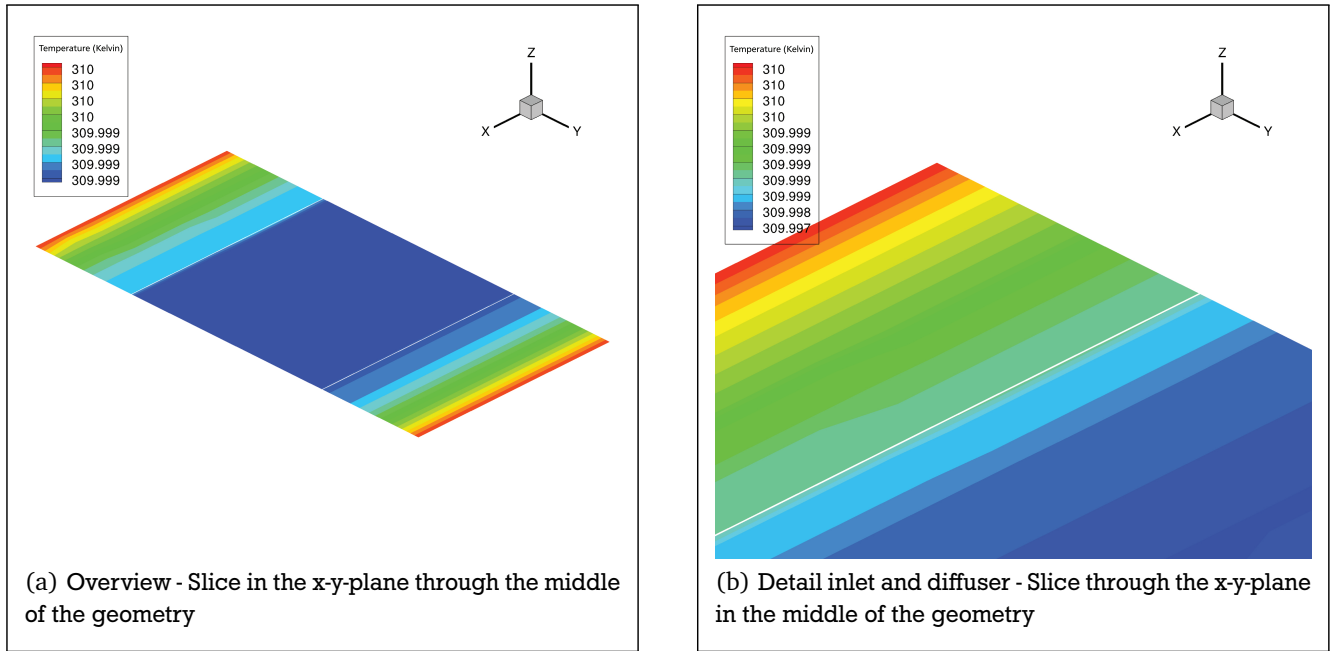 Temperature (Kelvin)
310
310
310
310
309.999
309.999
309.999
309.999
Z
X
Y
(a) Overview - Slice in the x-y-plane through the middle
of the geometry
Temperature (Kelvin)
310
310
310
310
309.999
309.999
309.999
309.999
309.999
309.998
309.997
Z
X
Y
(b) Detail inlet and diffuser - Slice through the x-y-plane
in the middle of the geometry